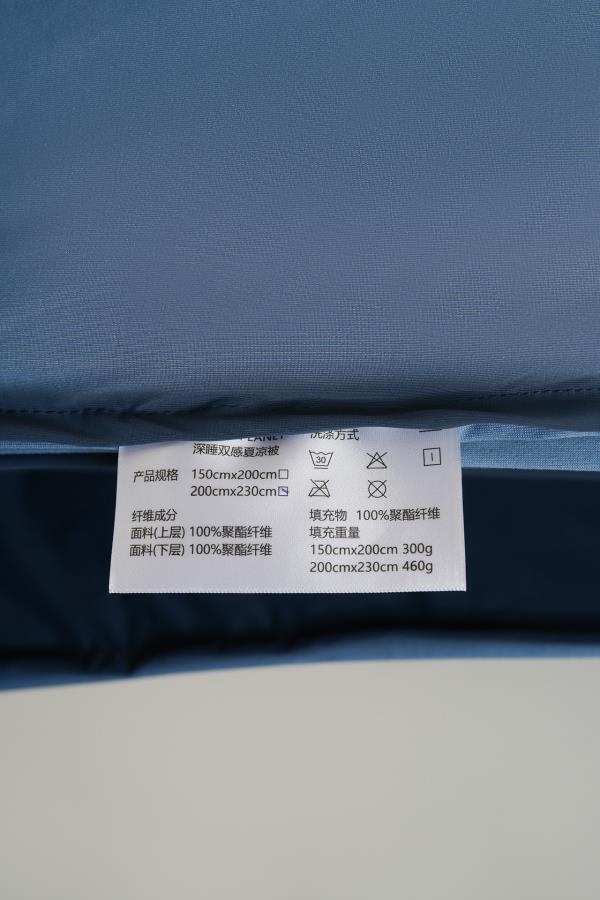 PLANET
深睡双感夏凉被
产品规格 150cmx200cm
200cmx230cm
纤维成分
面料(上层) 100%聚酯纤维
面料(下层) 100%聚酯纤维
洗涤方式
30
填充物 100%聚酯纤维
填充重量
150cmx200cm 300g
200cmx230cm 460g